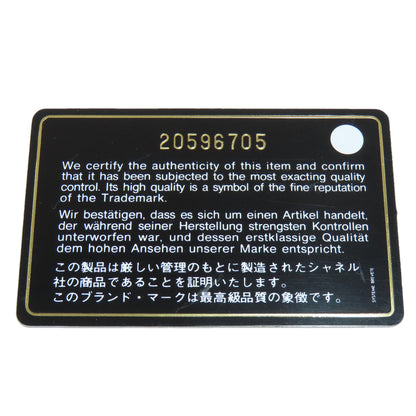 20596705
We certify the authenticity of this item and confirm
that it has been subjected to the most exacting quality
control. Its high quality is a symbol of the fine reputation
of the Trademark.
Wir bestätigen, dass es sich um einen Artikel handelt,
der während seiner Herstellung strengsten Kontrollen
unterworfen war, und dessen erstklassige Qualität
dem hohen Ansehen unserer Marke entspricht.
この製品は厳しい管理のもとに製造されたシャネル
社の商品であることを証明いたします。
このブランド・マークは最高級品質の象徴です。
SYSTEME BREVETE